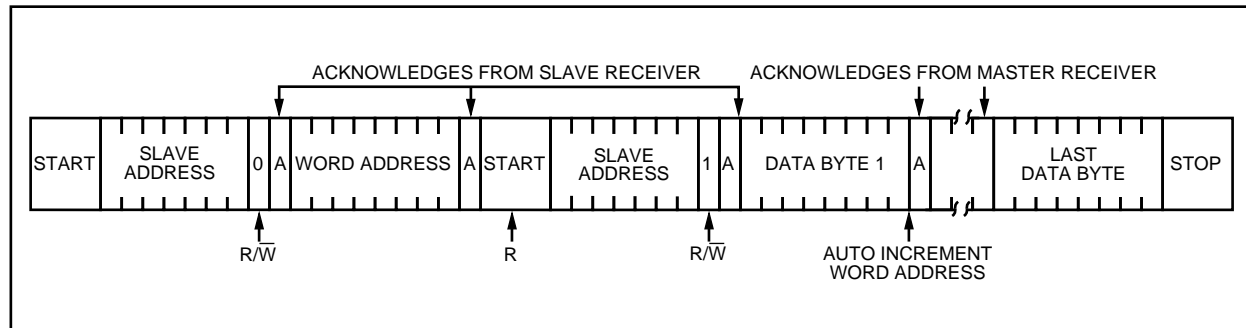 ACKNOWLEDGES FROM SLAVE RECEIVER
ACKNOWLEDGES FROM MASTER RECEIVER
START
SLAVE
ADDRESS
0
A
WORD ADDRESS
A
START
SLAVE
ADDRESS
1
A
DATA BYTE 1
A
LAST
DATA BYTE
STOP
R/W̅
R
R/W̅
AUTO INCREMENT
WORD ADDRESS